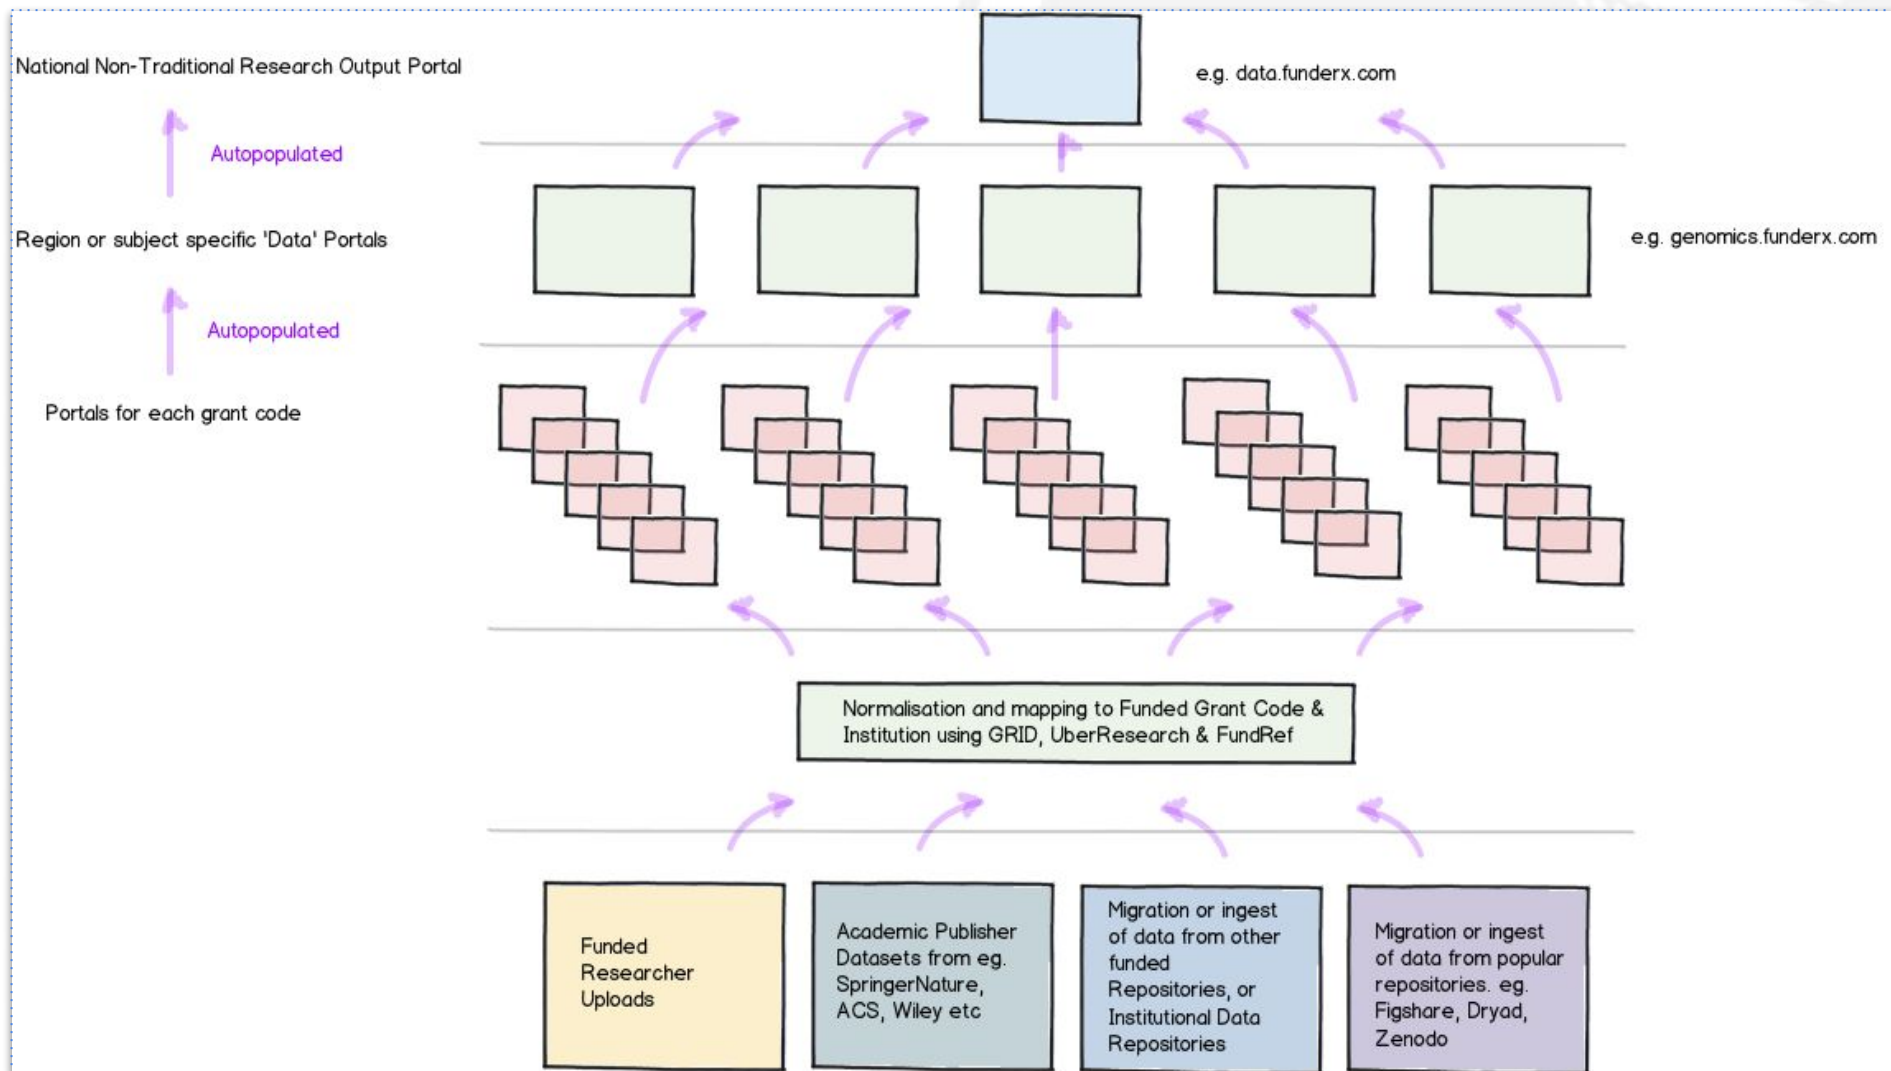 National Non-Traditional Research Output Portal
e.g. data.funderx.com
Autopopulated
Region or subject specific 'Data' Portals
e.g. genomics.funderx.com
Autopopulated
Portals for each grant code
Normalisation and mapping to Funded Grant Code &
Institution using GRID, UberResearch & FundRef
Funded
Researcher
Uploads
Academic Publisher
Datasets from eg.
SpringerNature,
ACS, Wiley etc
Migration or ingest
of data from other
funded
Repositories, or
Institutional Data
Repositories
Migration or ingest
of data from popular
repositories. eg.
Figshare, Dryad,
Zenodo